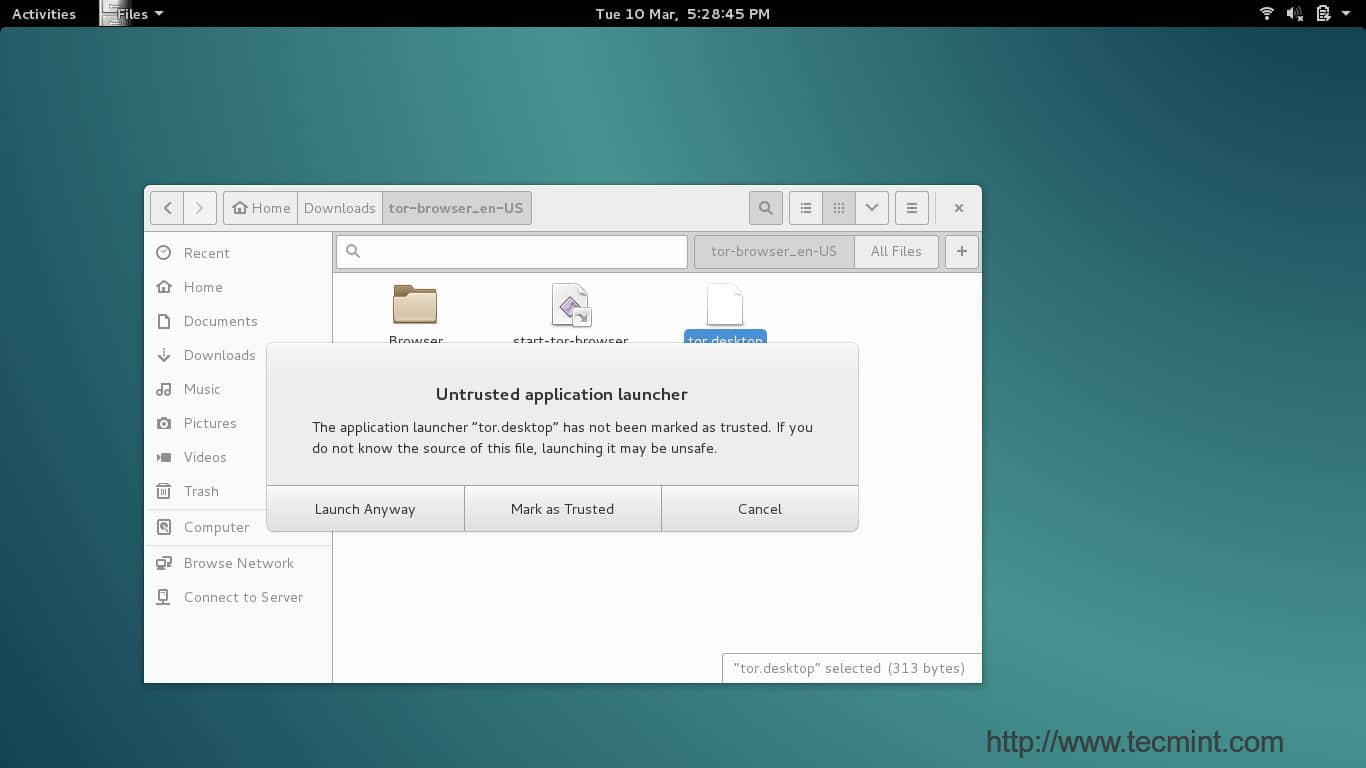 Activities Files Tue 10 Mar, 5:28:45 PM
Home Downloads tor-browser_en-US
tor-browser_en-US All Files +
Recent
Home
Documents
Downloads
Music
Pictures
Videos
Trash
Computer
Browse Network
Connect to Server
Browser start-tor-browser tor.desktop
Untrusted application launcher
The application launcher “tor.desktop” has not been marked as trusted. If you
do not know the source of this file, launching it may be unsafe.
Launch Anyway Mark as Trusted Cancel
“tor.desktop” selected (313 bytes)
http://www.tecmint.com